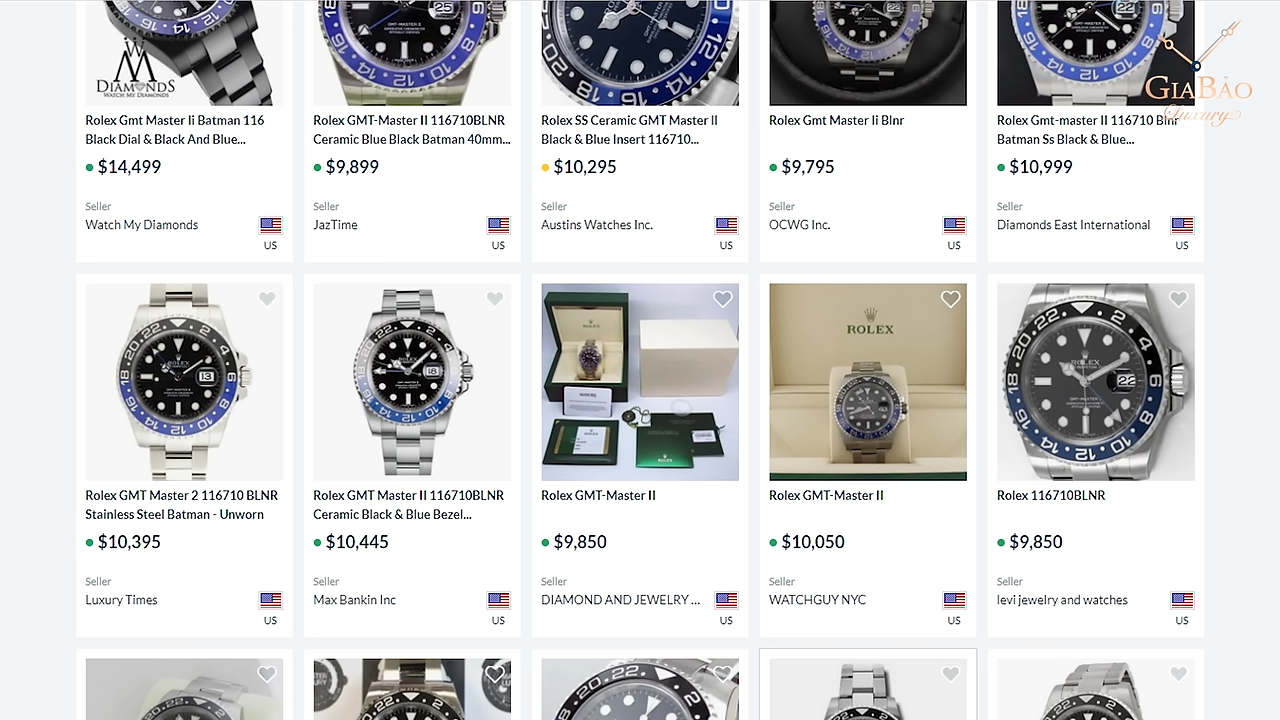 DIAMONDS
WATCH MY DIAMONDS
GIABẢO
Luxury
Rolex Gmt Master Ii Batman 116
Black Dial & Black And Blue...
$14,499
Seller
Watch My Diamonds
US
Rolex GMT-Master II 116710BLNR
Ceramic Blue Black Batman 40mm...
$9,899
Seller
JazTime
US
Rolex SS Ceramic GMT Master II
Black & Blue Insert 116710...
$10,295
Seller
Austins Watches Inc.
US
Rolex Gmt Master Ii Blnr
$9,795
Seller
OCWG Inc.
US
Rolex Gmt-master II 116710 Blnr
Batman Ss Black & Blue...
$10,999
Seller
Diamonds East International
US
Rolex GMT Master 2 116710 BLNR
Stainless Steel Batman - Unworn
$10,395
Seller
Luxury Times
US
Rolex GMT Master II 116710BLNR
Ceramic Black & Blue Bezel...
$10,445
Seller
Max Bankin Inc
US
ROLEX
Rolex GMT-Master II
$9,850
Seller
DIAMOND AND JEWELRY ...
US
ROLEX
Rolex GMT-Master II
$10,050
Seller
WATCHGUY NYC
US
Rolex 116710BLNR
$9,850
Seller
levi jewelry and watches
US